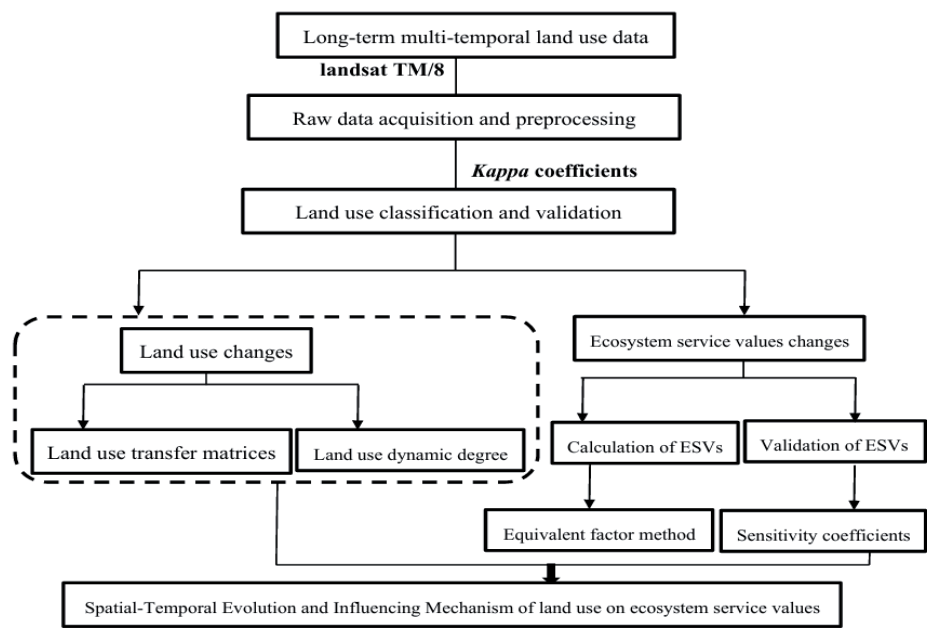 Long-term multi-temporal land use data
landsat TM/8
Raw data acquisition and preprocessing
Kappa coefficients
Land use classification and validation
Land use changes
Ecosystem service values changes
Land use transfer matrices
Land use dynamic degree
Calculation of ESVs
Validation of ESVs
Equivalent factor method
Sensitivity coefficients
Spatial-Temporal Evolution and Influencing Mechanism of land use on ecosystem service values